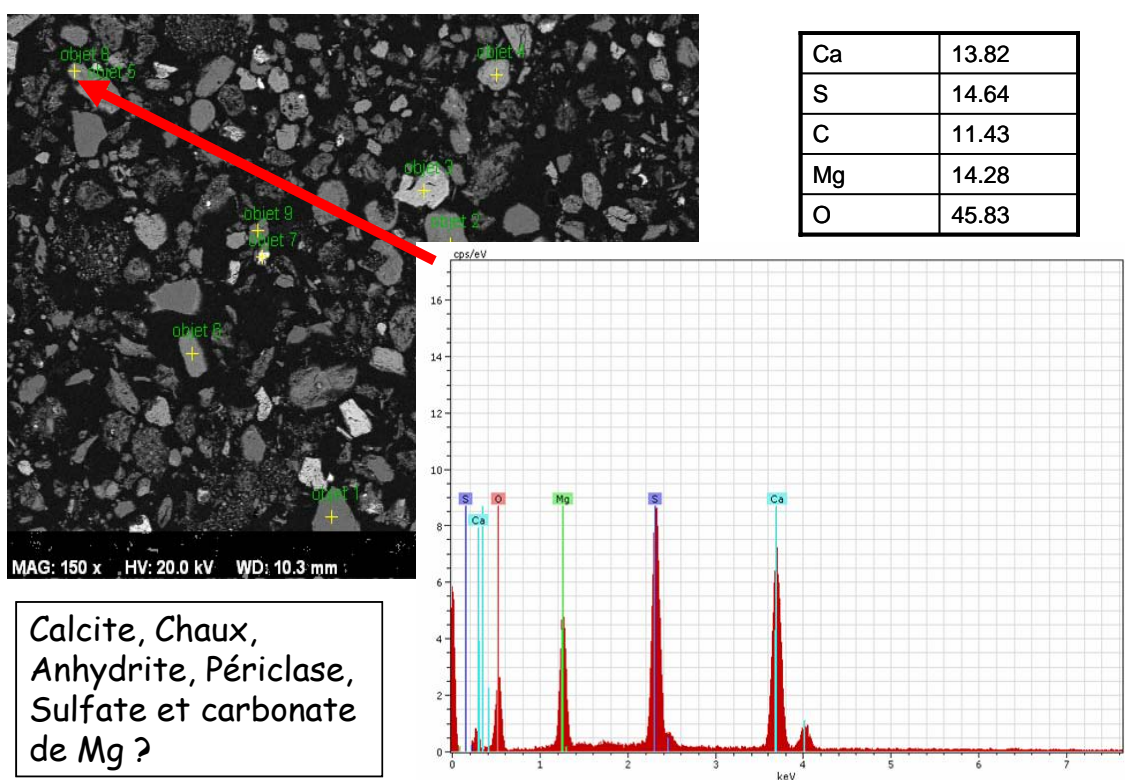 objet 8
objet 5
objet 4
objet 3
objet 9
objet 2
objet 7
objet 6
objet 1
MAG: 150 x HV: 20.0 kV WD: 10.3 mm
Ca 13.82
S 14.64
C 11.43
Mg 14.28
O 45.83
cps/eV
16
14
12
10
8
6
4
2
0
S O Mg S Ca
Ca
0 1 2 3 4 5 6 7
keV
Calcite, Chaux,
Anhydrite, Périclase,
Sulfate et carbonate
de Mg ?